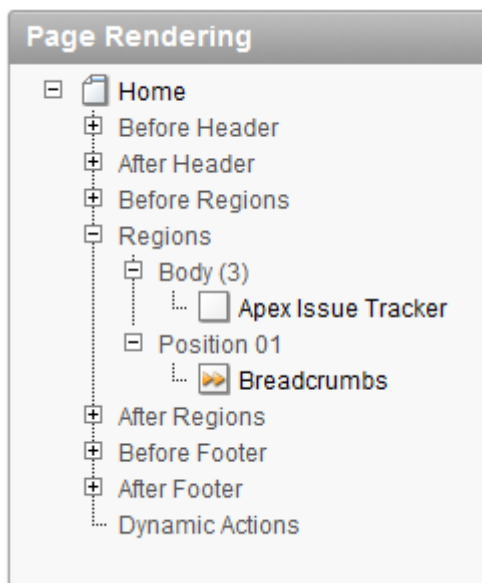 Page Rendering
Home
Before Header
After Header
Before Regions
Regions
Body (3)
Apex Issue Tracker
Position 01
Breadcrumbs
After Regions
Before Footer
After Footer
Dynamic Actions